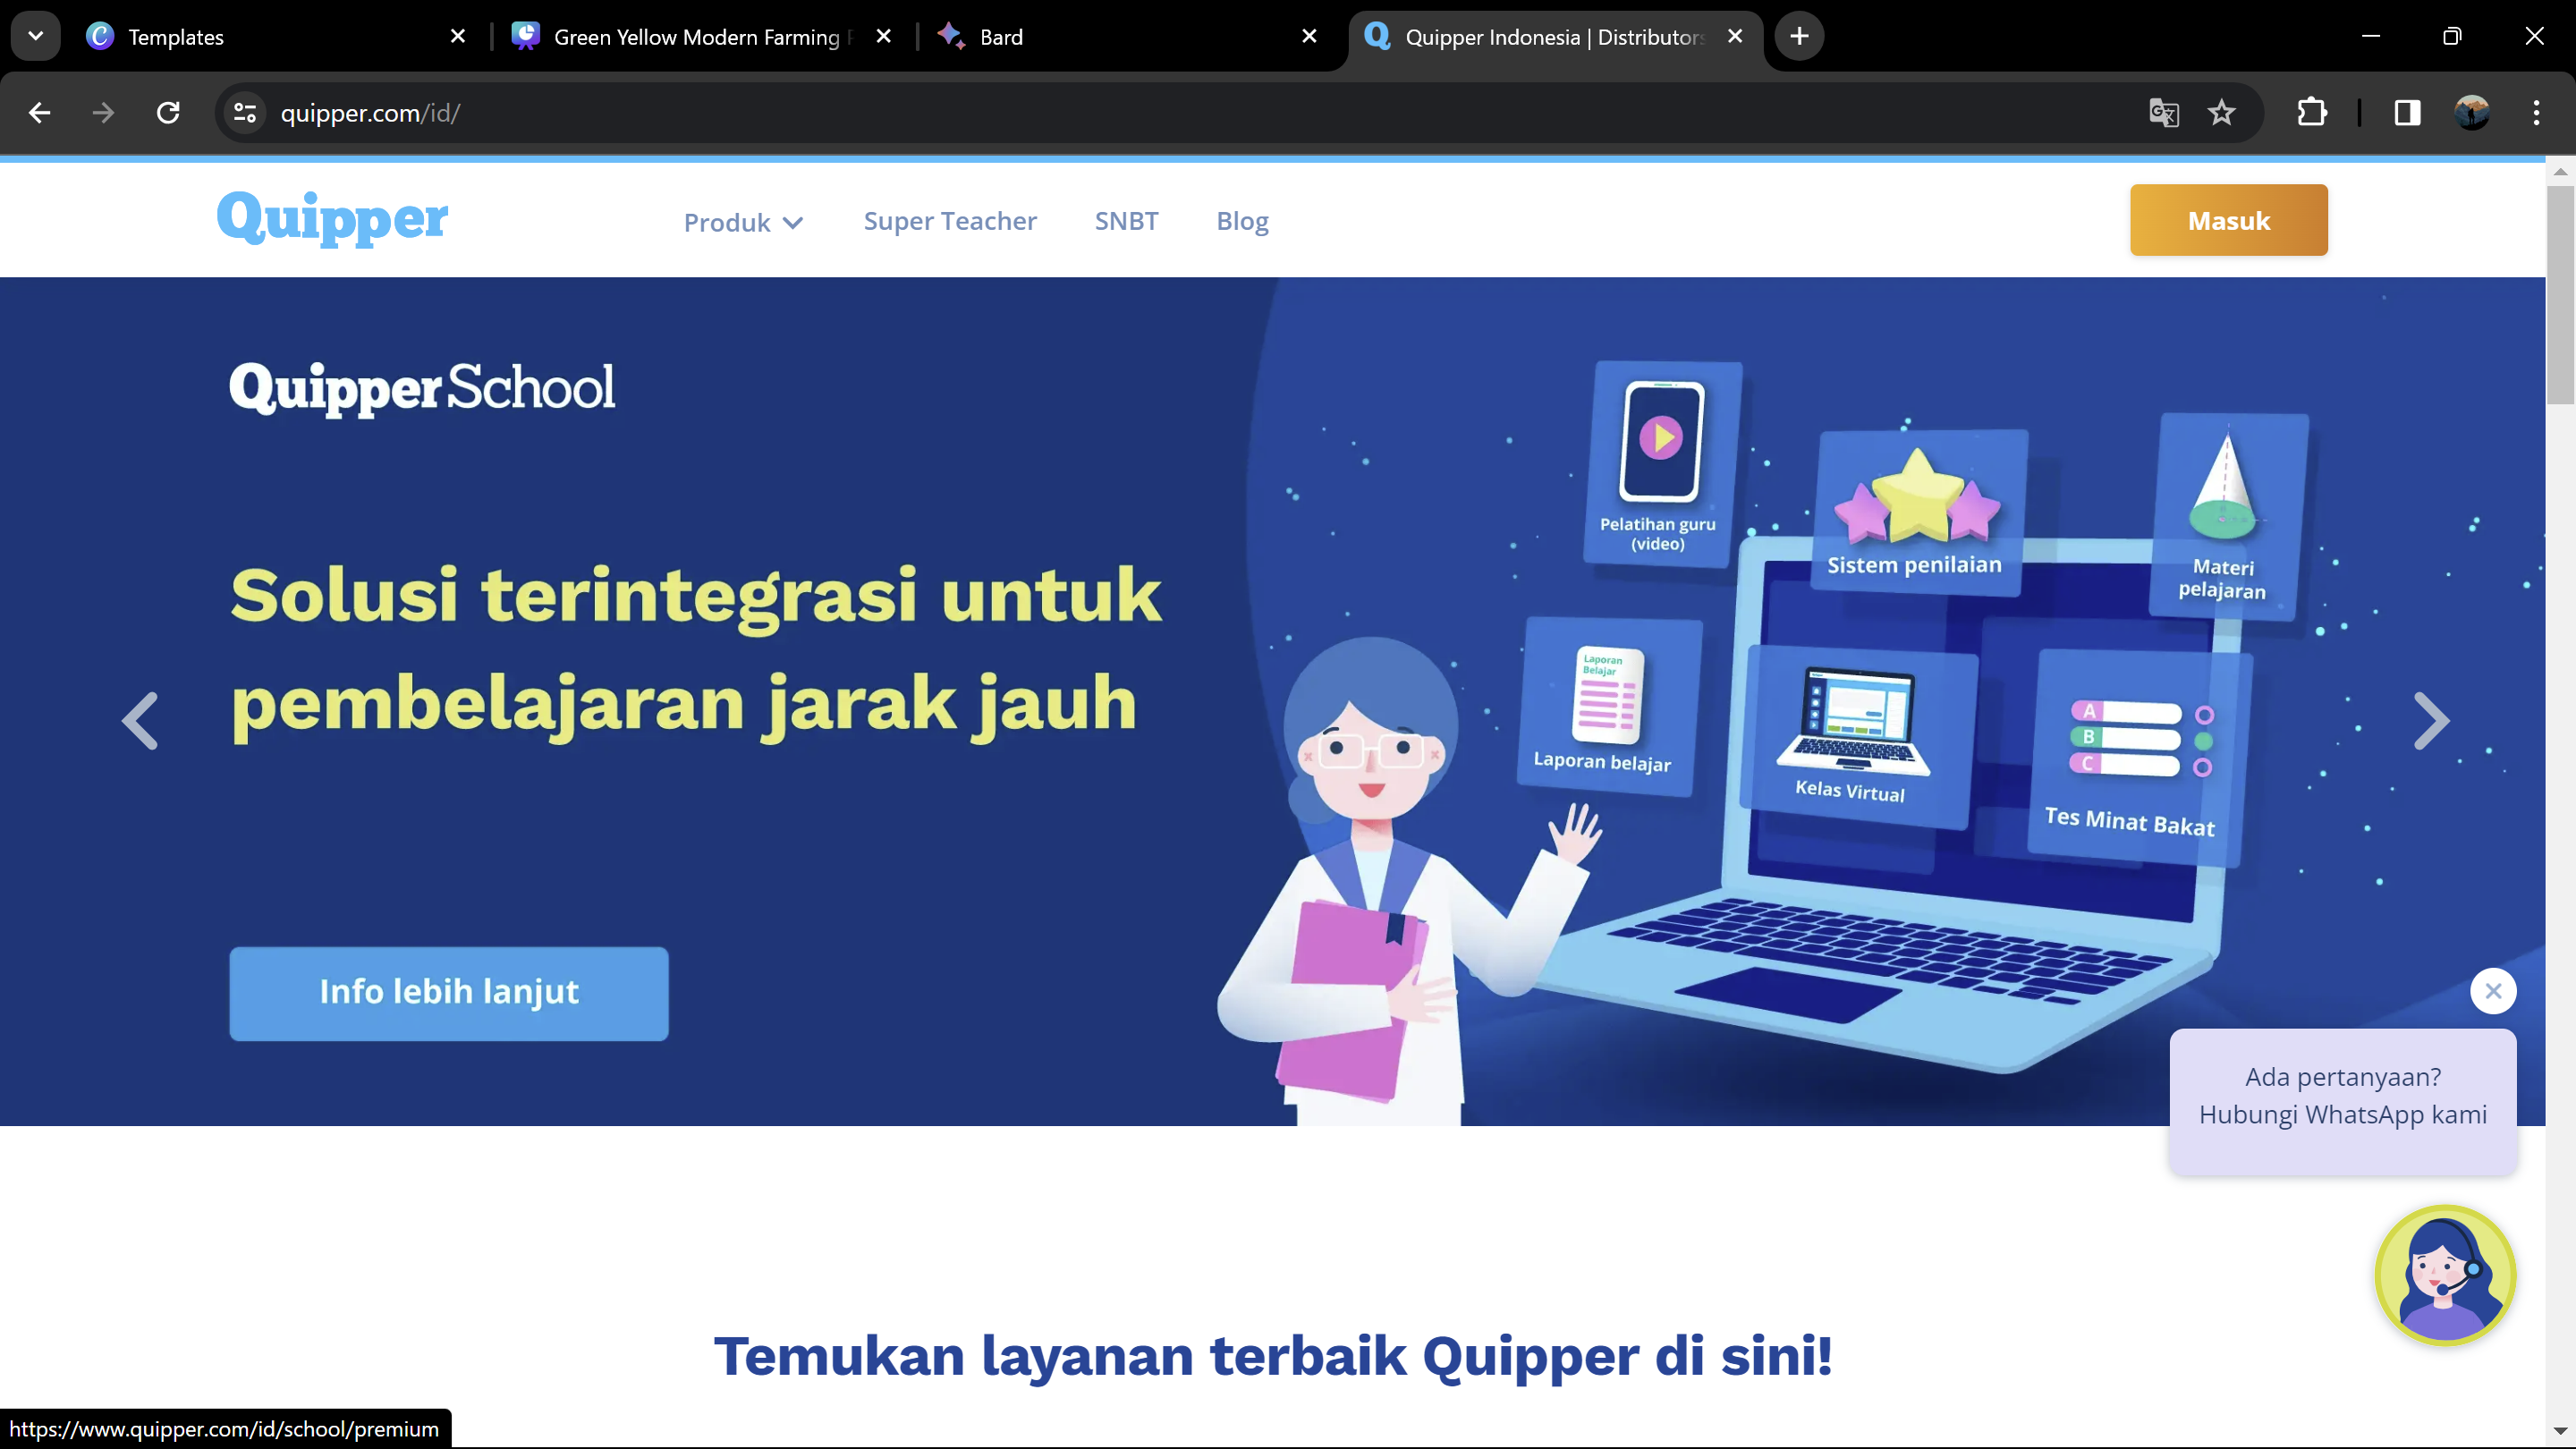 Templates
Green Yellow Modern Farming
Bard
Quipper Indonesia | Distributors
quipper.com/id/
Quipper
Produk
Super Teacher
SNBT
Blog
Masuk
QuipperSchool
Solusi terintegrasi untuk
pembelajaran jarak jauh
Info lebih lanjut
Pelatihan guru
(video)
Sistem penilaian
Materi
pelajaran
Laporan
Belajar
Laporan belajar
Kelas Virtual
A
B
C
Tes Minat Bakat
Ada pertanyaan?
Hubungi WhatsApp kami
Temukan layanan terbaik Quipper di sini!
https://www.quipper.com/id/school/premium